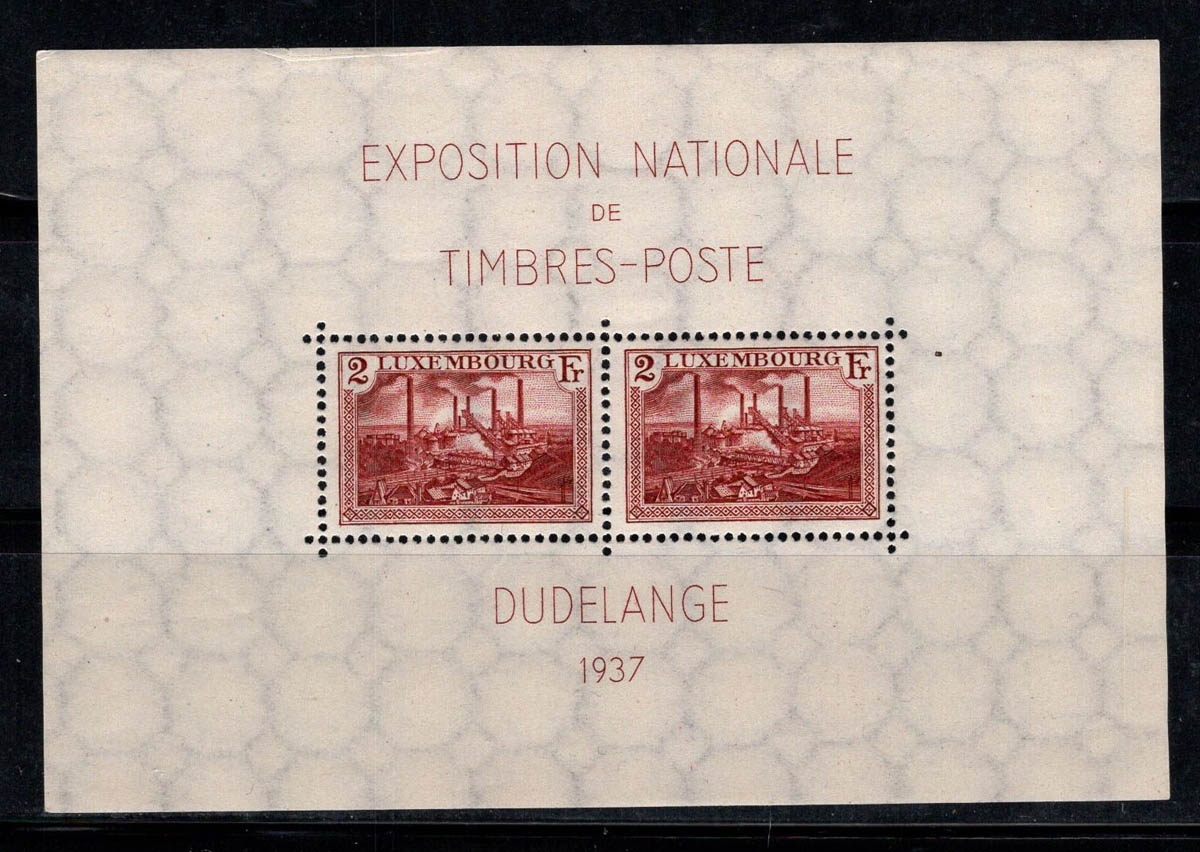 EXPOSITION NATIONALE
DE
TIMBRES-POSTE
2 LUXEMBOURG Fr
2 LUXEMBOURG Fr
DUDELANGE
1937